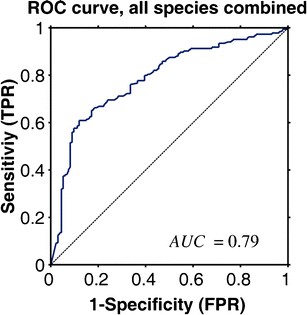 ROC curve, all species combined
1
0.8
0.6
0.4
0.2
0
Sensitiviy (TPR)
AUC = 0.79
0 0.2 0.4 0.6 0.8 1
1-Specificity (FPR)